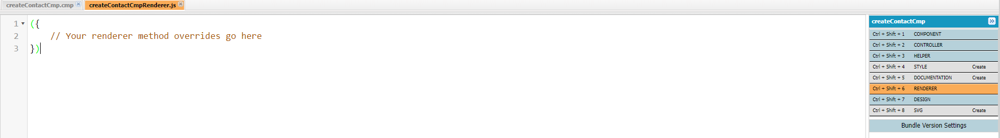 createContactCmp.cmp createContactCmpRenderer.js
1 ({
2 // Your renderer method overrides go here
3 })
createContactCmp
Ctrl + Shift + 1 COMPONENT
Ctrl + Shift + 2 CONTROLLER
Ctrl + Shift + 3 HELPER
Ctrl + Shift + 4 STYLE Create
Ctrl + Shift + 5 DOCUMENTATION Create
Ctrl + Shift + 6 RENDERER
Ctrl + Shift + 7 DESIGN
Ctrl + Shift + 8 SVG Create
Bundle Version Settings